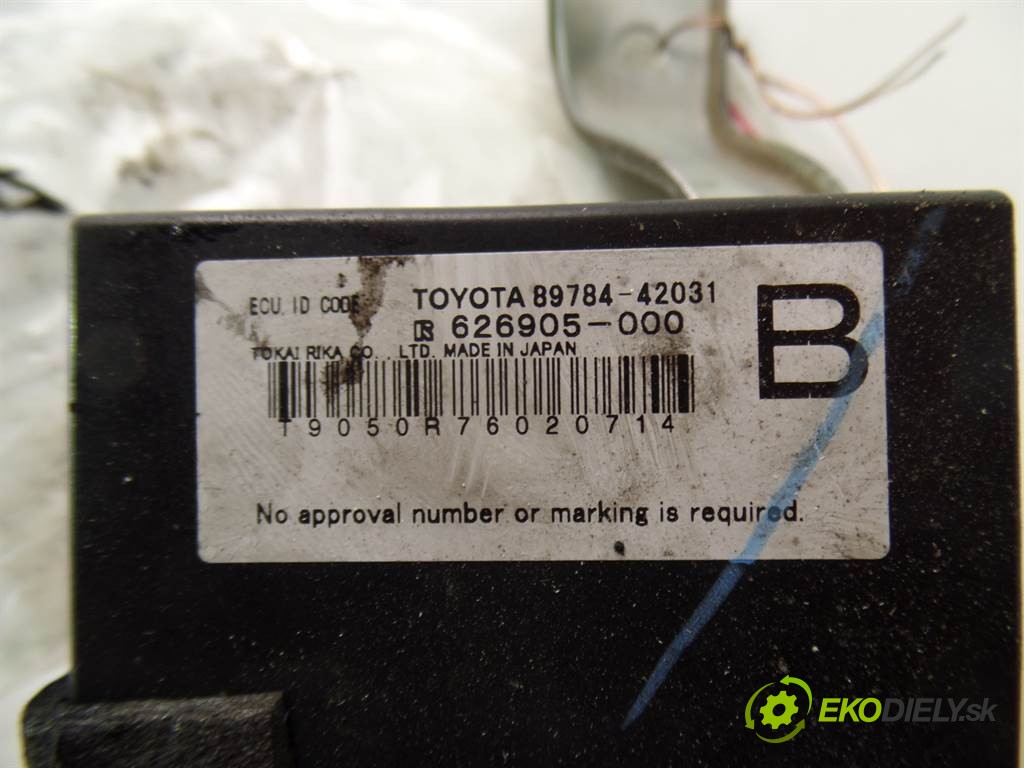 ECU. ID CODE TOYOTA 89784-42031
626905-000
TOKAI RIKA CO., LTD. MADE IN JAPAN
B
T9050R76020714
No approval number or marking is required.
EKODIELY.sk